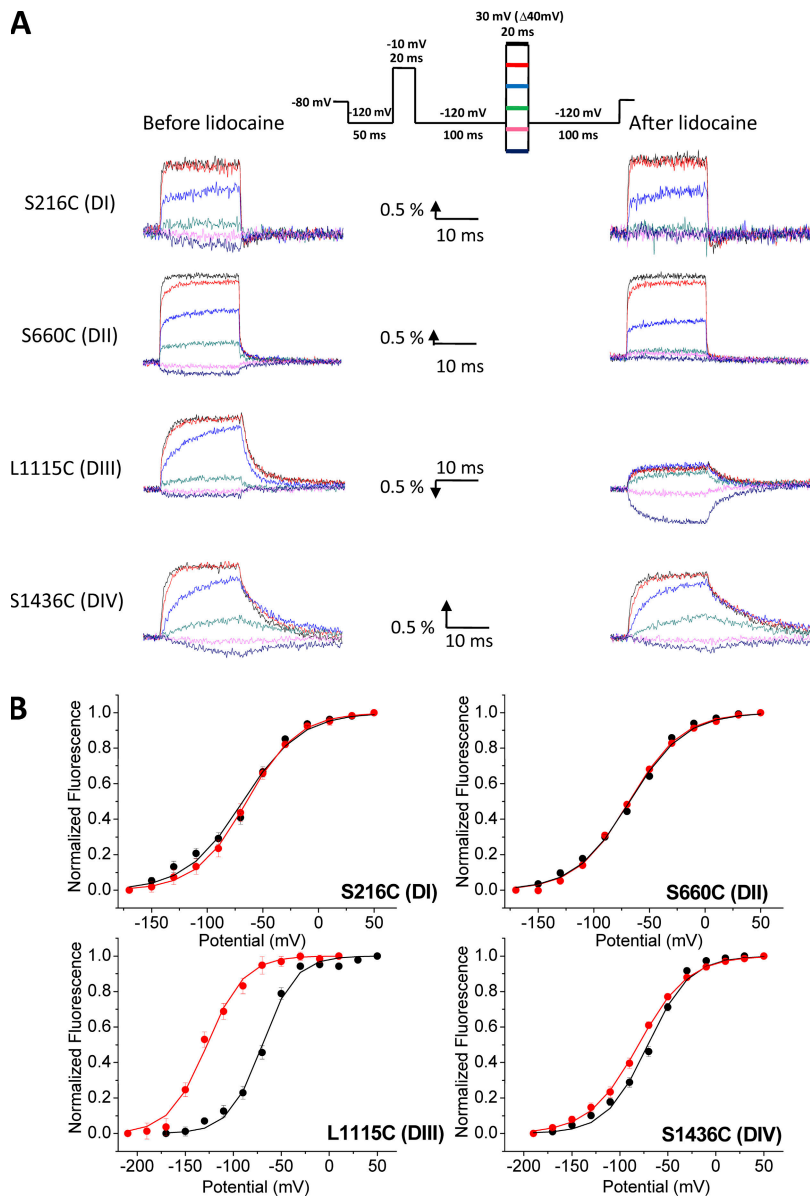 A
30 mV (Δ40mV)
20 ms
-10 mV
20 ms
-80 mV
-120 mV
50 ms
-120 mV
100 ms
-120 mV
100 ms
Before lidocaine
After lidocaine
S216C (DI)
0.5 %
10 ms
S660C (DII)
0.5 %
10 ms
L1115C (DIII)
10 ms
0.5 %
S1436C (DIV)
0.5 %
10 ms
B
Normalized Fluorescence
1.0
0.8
0.6
0.4
0.2
0.0
S216C (DI)
-150 -100 -50 0 50
Potential (mV)
Normalized Fluorescence
1.0
0.8
0.6
0.4
0.2
0.0
S660C (DII)
-150 -100 -50 0 50
Potential (mV)
Normalized Fluorescence
1.0
0.8
0.6
0.4
0.2
0.0
L1115C (DIII)
-200 -150 -100 -50 0 50
Potential (mV)
Normalized Fluorescence
1.0
0.8
0.6
0.4
0.2
0.0
S1436C (DIV)
-200 -150 -100 -50 0 50
Potential (mV)